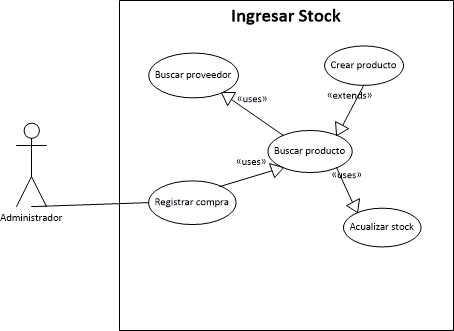 Ingresar Stock
Buscar proveedor
Crear producto
«uses»
«extends»
Buscar producto
«uses»
«uses»
Administrador
Registrar compra
Acualizar stock